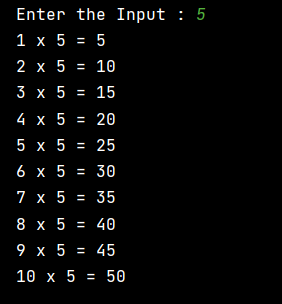 Enter the Input : 5
1 x 5 = 5
2 x 5 = 10
3 x 5 = 15
4 x 5 = 20
5 x 5 = 25
6 x 5 = 30
7 x 5 = 35
8 x 5 = 40
9 x 5 = 45
10 x 5 = 50